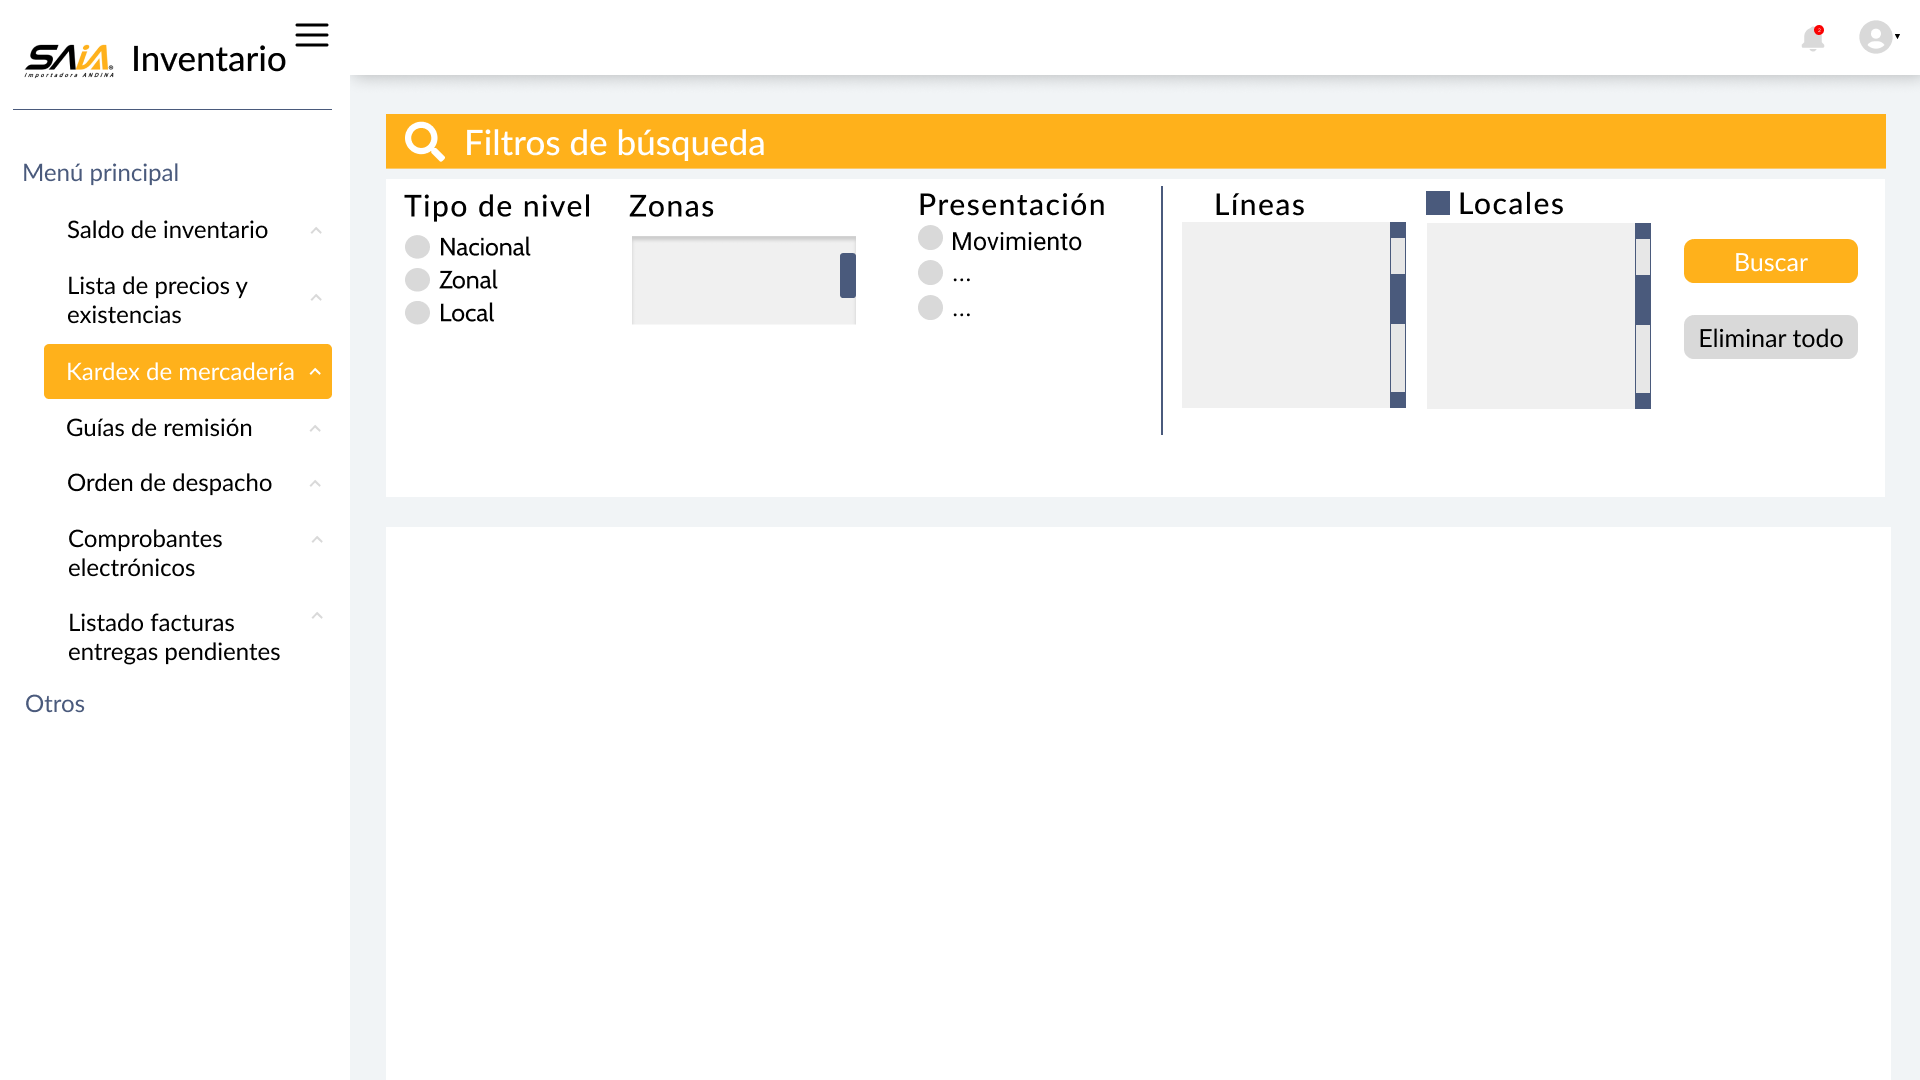 SAiA Inventario
Importadora ANDINA
Menú principal
Saldo de inventario
Lista de precios y
existencias
Kardex de mercadería
Guías de remisión
Orden de despacho
Comprobantes
electrónicos
Listado facturas
entregas pendientes
Otros
Filtros de búsqueda
Tipo de nivel
Nacional
Zonal
Local
Zonas
Presentación
Movimiento
...
...
Líneas
Locales
Buscar
Eliminar todo